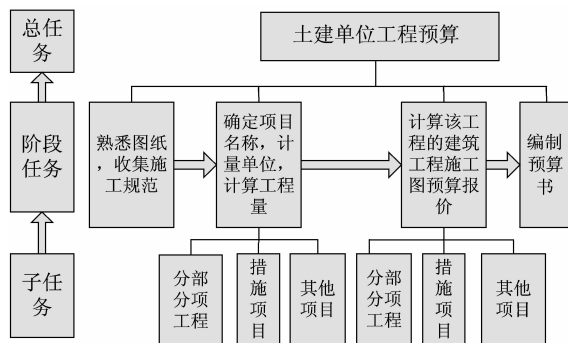 总任
务
土建单位工程预算
阶段
任务
熟悉图纸
，收集施
工规范
确定项目
名称，计
量单位，
计算工程
量
计算该工
程的建筑
工程施工
图预算报
价
编制
预算
书
子任
务
分部
分项
工程
措
施
项
目
其他
项目
分部
分项
工程
措
施
项
目
其他
项目